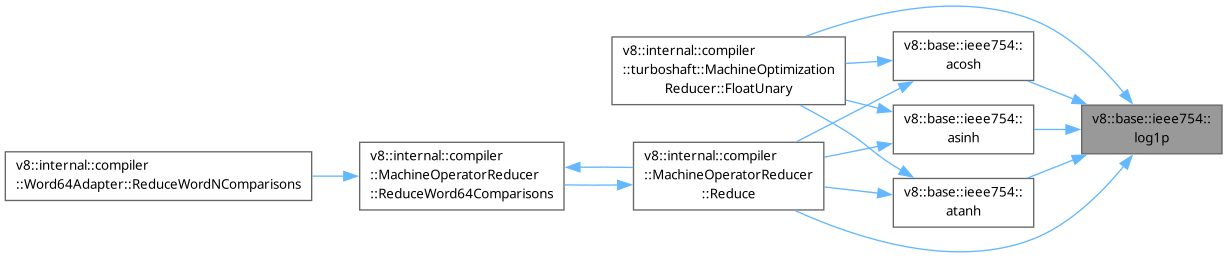 v8::internal::compiler
::Word64Adapter::ReduceWordNComparisons
v8::internal::compiler
::MachineOperatorReducer
::ReduceWord64Comparisons
v8::internal::compiler
::turboshaft::MachineOptimization
Reducer::FloatUnary
v8::internal::compiler
::MachineOperatorReducer
::Reduce
v8::base::ieee754::
acosh
v8::base::ieee754::
asinh
v8::base::ieee754::
atanh
v8::base::ieee754::
log1p